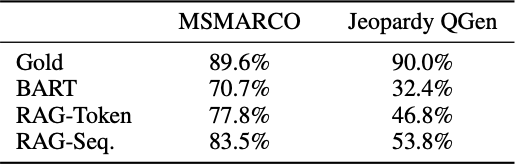 MSMARCO Jeopardy QGen
Gold 89.6% 90.0%
BART 70.7% 32.4%
RAG-Token 77.8% 46.8%
RAG-Seq. 83.5% 53.8%